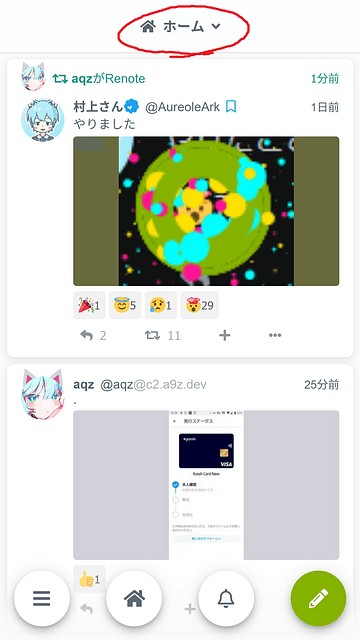 ホーム
aqzがRenote 1分前
村上さん @AureoleArk 1日前
やりました
1 5 1 29
2 11
aqz @aqz@c2.a9z.dev 25分前
.
発行ステータス
Kyash
VISA
Kyash Card New
本人確認
1